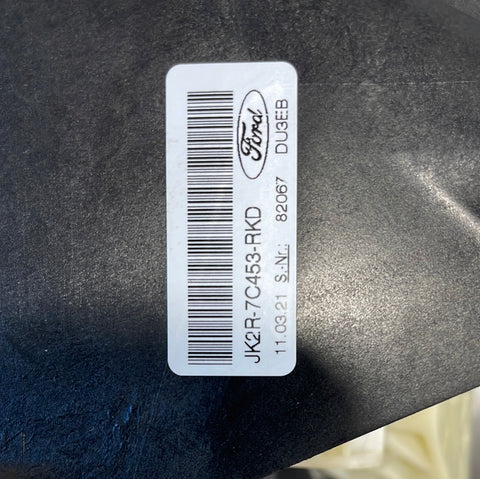 Ford
JK2R-7C453-RKD
11.03.21 S.-Nr.: 82067 DU3EB